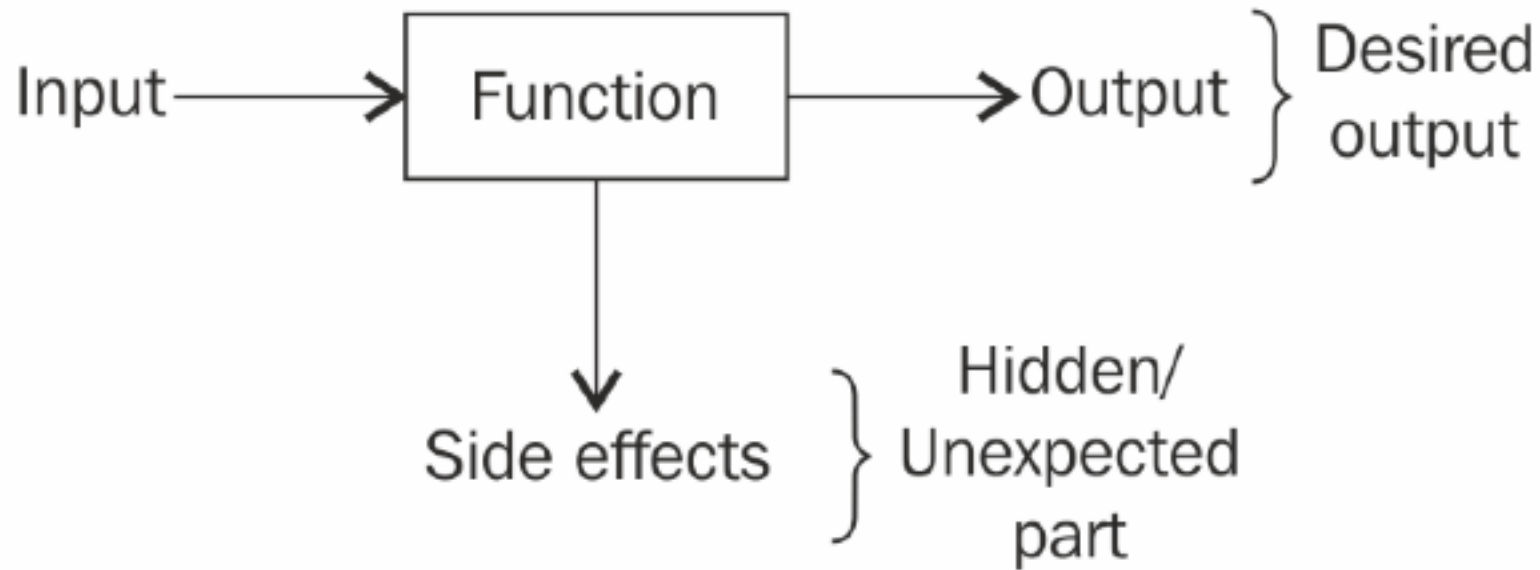 Input
Function
Output
Desired
output
Side effects
Hidden/
Unexpected
part